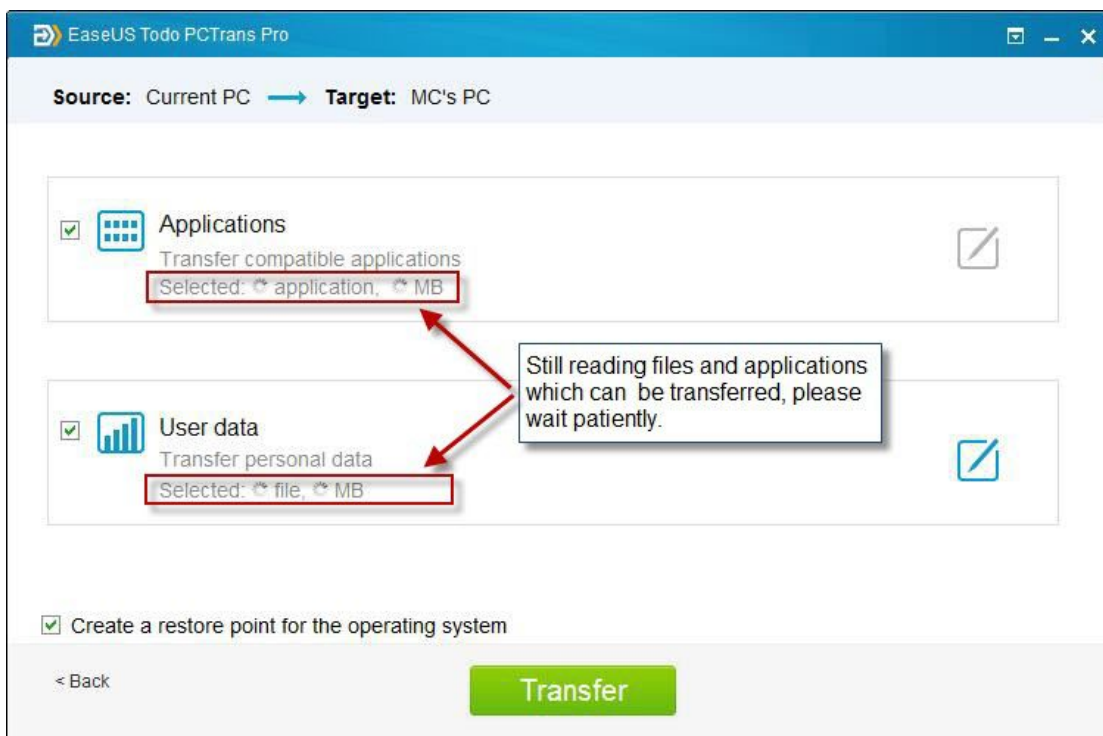 EaseUS Todo PCTrans Pro
Source: Current PC Target: MC's PC
Applications
Transfer compatible applications
Selected: application, MB
Still reading files and applications
which can be transferred, please
wait patiently.
User data
Transfer personal data
Selected: file, MB
Create a restore point for the operating system
< Back
Transfer